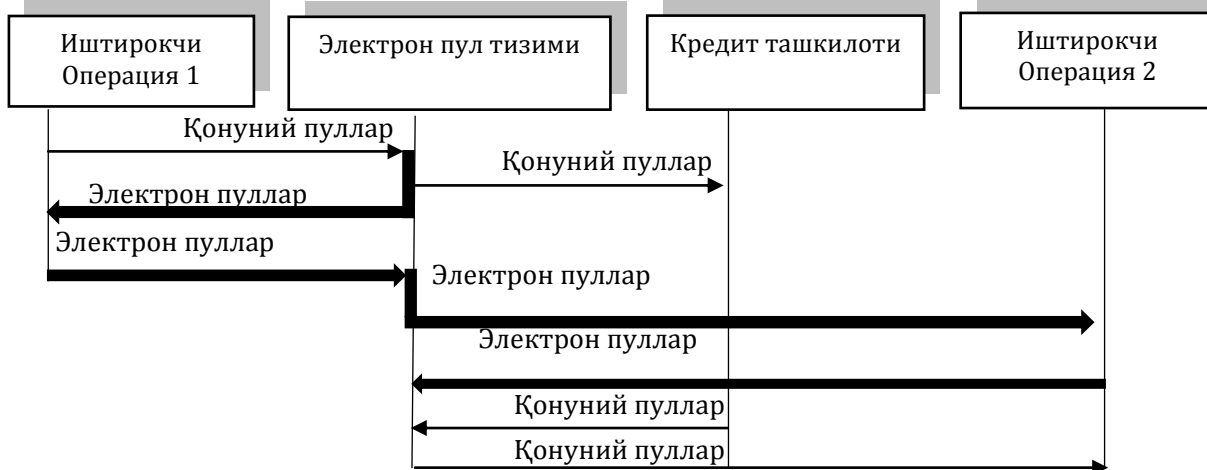 Иштирокчи
Операция 1
Электрон пул тизими
Кредит ташкилоти
Иштирокчи
Операция 2
Қонуний пуллар
Қонуний пуллар
Электрон пуллар
Электрон пуллар
Электрон пуллар
Электрон пуллар
Қонуний пуллар
Қонуний пуллар